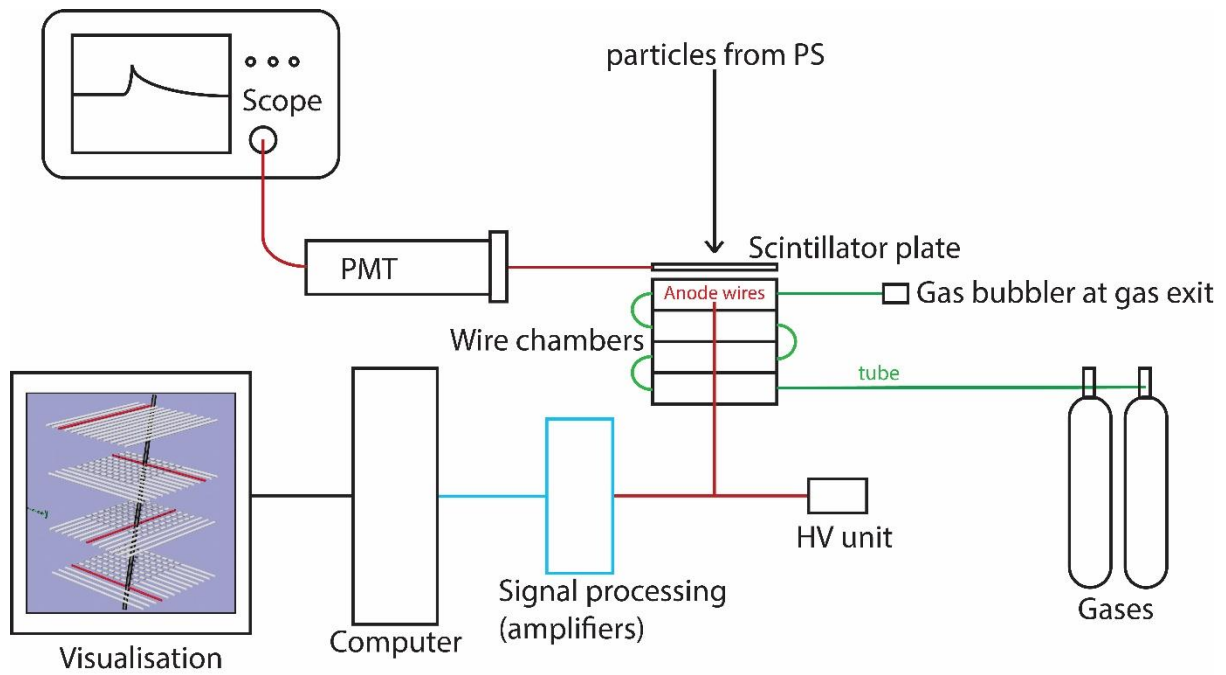 Scope
particles from PS
PMT
Scintillator plate
Anode wires
Gas bubbler at gas exit
Wire chambers
tube
HV unit
Signal processing
(amplifiers)
Gases
Computer
Visualisation